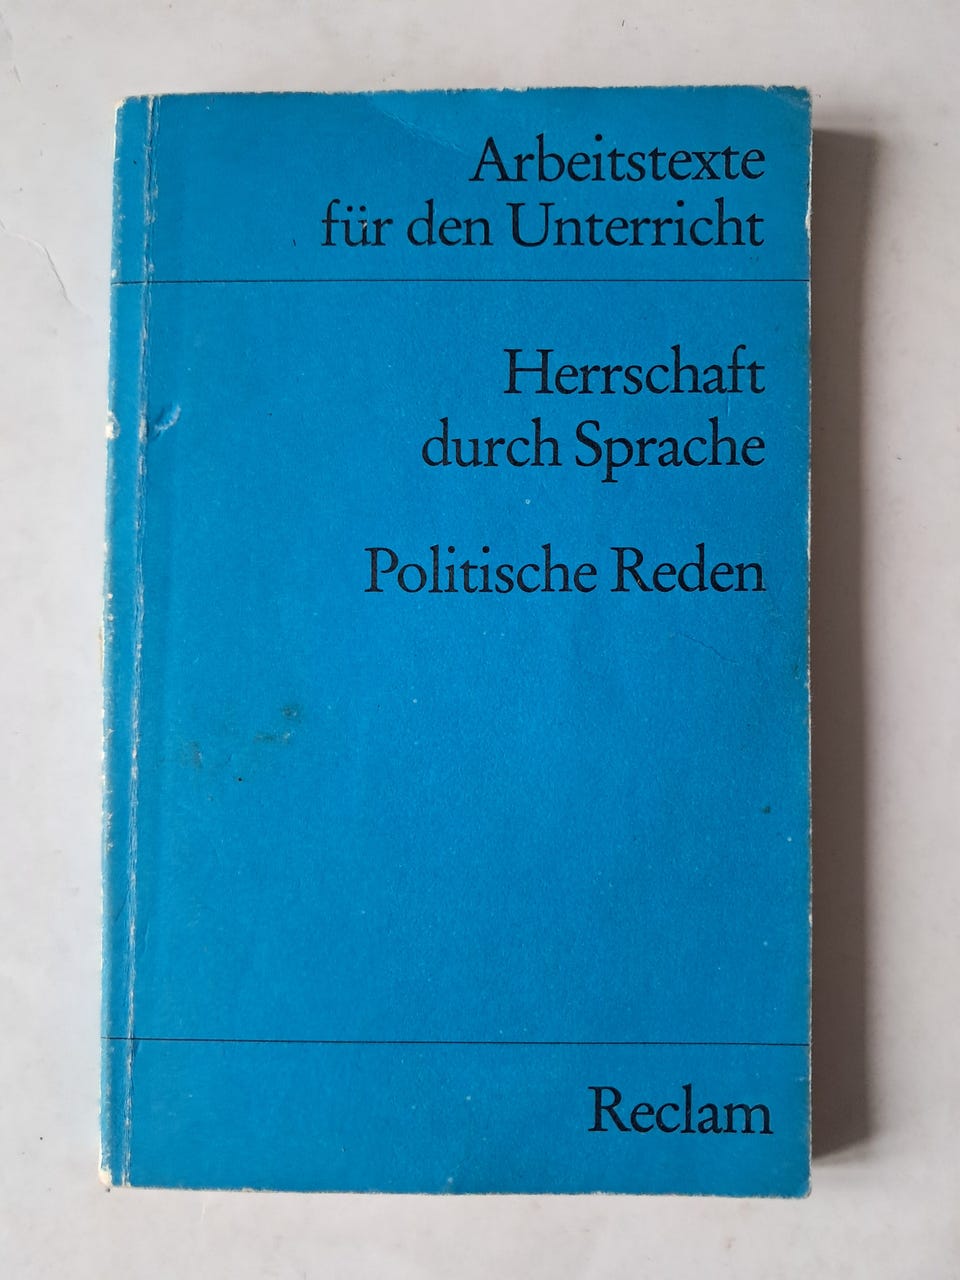 Arbeitstexte
für den Unterricht
Herrschaft
durch Sprache
Politische Reden
Reclam